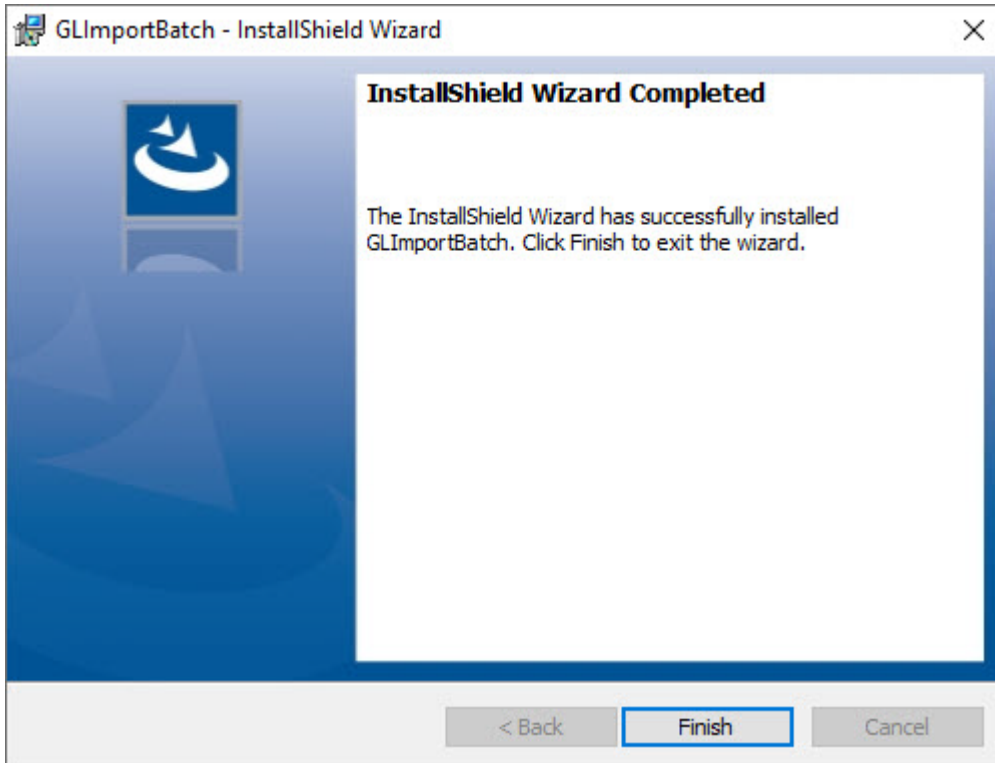 GLImportBatch - InstallShield Wizard
InstallShield Wizard Completed
The InstallShield Wizard has successfully installed
GLImportBatch. Click Finish to exit the wizard.
< Back
Finish
Cancel